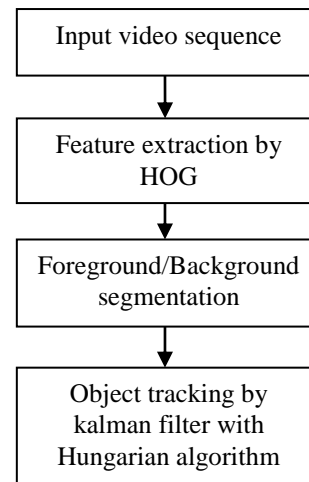 Input video sequence
Feature extraction by
HOG
Foreground/Background
segmentation
Object tracking by
kalman filter with
Hungarian algorithm